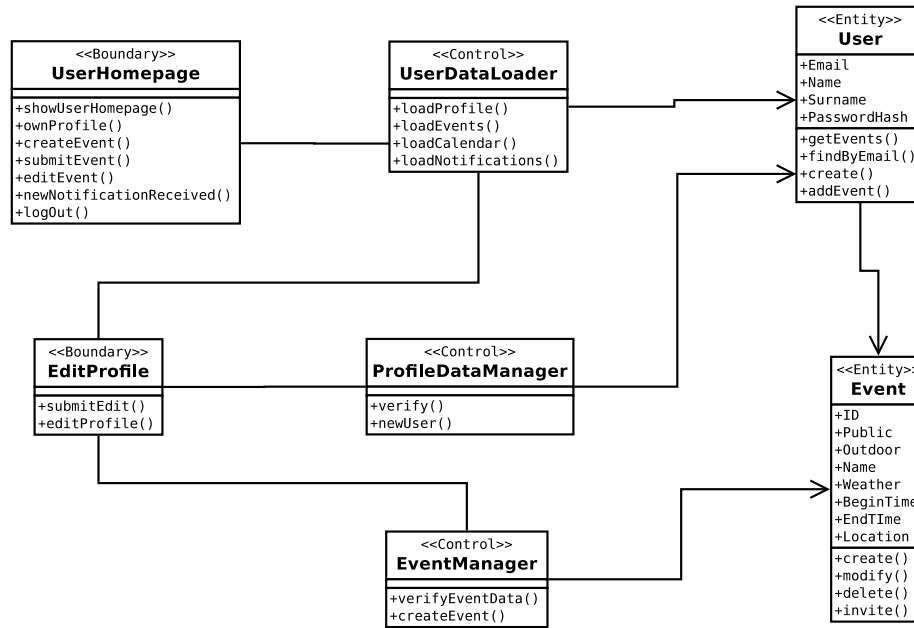 <<Boundary>>
UserHomepage
+showUserHomepage()
+ownProfile()
+createEvent()
+submitEvent()
+editEvent()
+newNotificationReceived()
+logOut()
<<Control>>
UserDataLoader
+loadProfile()
+loadEvents()
+loadCalendar()
+loadNotifications()
<<Entity>>
User
+Email
+Name
+Surname
+PasswordHash
+getEvents()
+findByEmail()
+create()
+addEvent()
<<Boundary>>
EditProfile
+submitEdit()
+editProfile()
<<Control>>
ProfileDataManager
+verify()
+newUser()
<<Entity>>
Event
+ID
+Public
+Outdoor
+Name
+Weather
+BeginTime
+EndTIme
+Location
+create()
+modify()
+delete()
+invite()
<<Control>>
EventManager
+verifyEventData()
+createEvent()